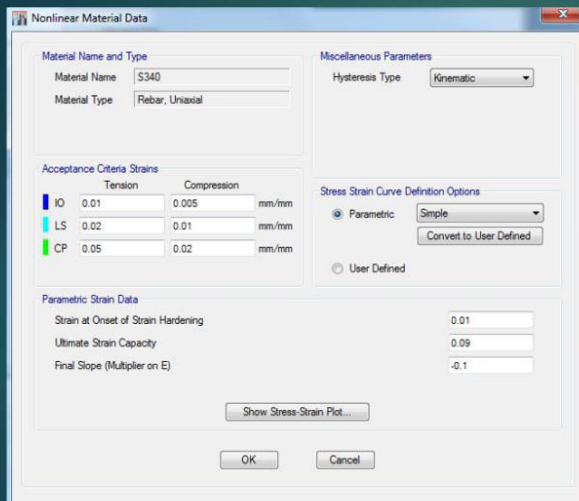 Nonlinear Material Data
Material Name and Type
Material Name S340
Material Type Rebar, Uniaxial
Miscellaneous Parameters
Hysteresis Type Kinematic
Acceptance Criteria Strains
Tension Compression
IO 0.01 0.005 mm/mm
LS 0.02 0.01 mm/mm
CP 0.05 0.02 mm/mm
Stress Strain Curve Definition Options
Parametric Simple
Convert to User Defined
User Defined
Parametric Strain Data
Strain at Onset of Strain Hardening 0.01
Ultimate Strain Capacity 0.09
Final Slope (Multiplier on E) -0.1
Show Stress-Strain Plot...
OK Cancel